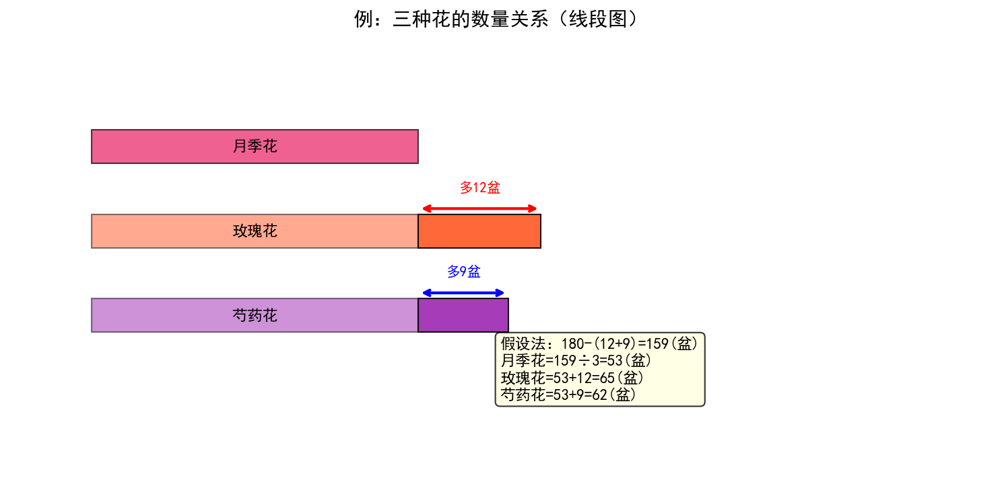 例：三种花的数量关系（线段图）
月季花
多12盆
玫瑰花
多9盆
芍药花
假设法：180-(12+9)=159(盆)
月季花=159÷3=53(盆)
玫瑰花=53+12=65(盆)
芍药花=53+9=62(盆)